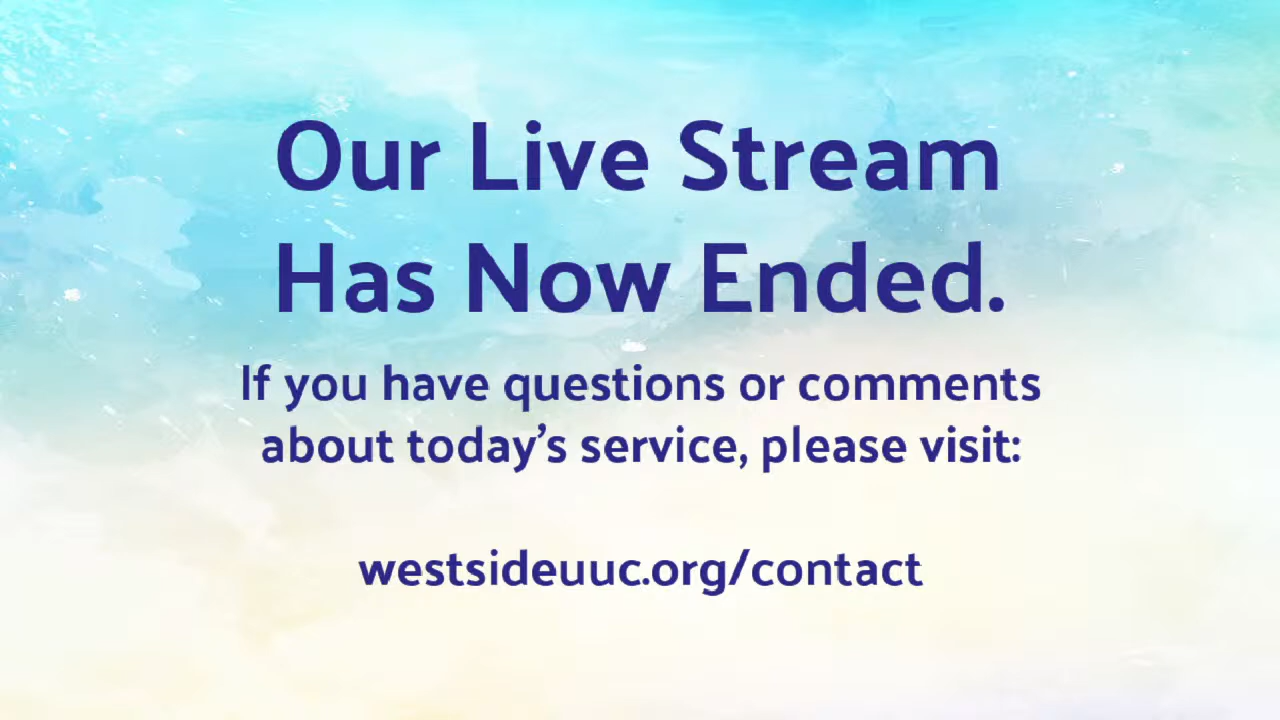 Our Live Stream
Has Now Ended.
If you have questions or comments
about today’s service, please visit:
westsideuuc.org/contact